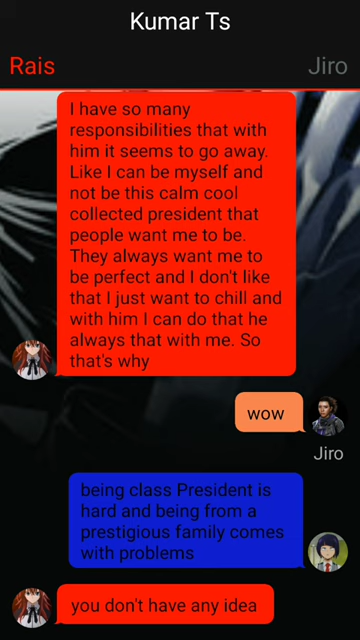 Kumar Ts
Rais
Jiro
I have so many
responsibilities that with
him it seems to go away.
Like I can be myself and
not be this calm cool
collected president that
people want me to be.
They always want me to
be perfect and I don't like
that I just want to chill and
with him I can do that he
always that with me. So
that's why
wow
Jiro
being class President is
hard and being from a
prestigious family comes
with problems
you don't have any idea